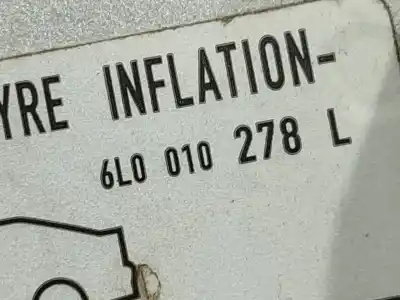 YRE INFLATION-
6L0 010 278 L